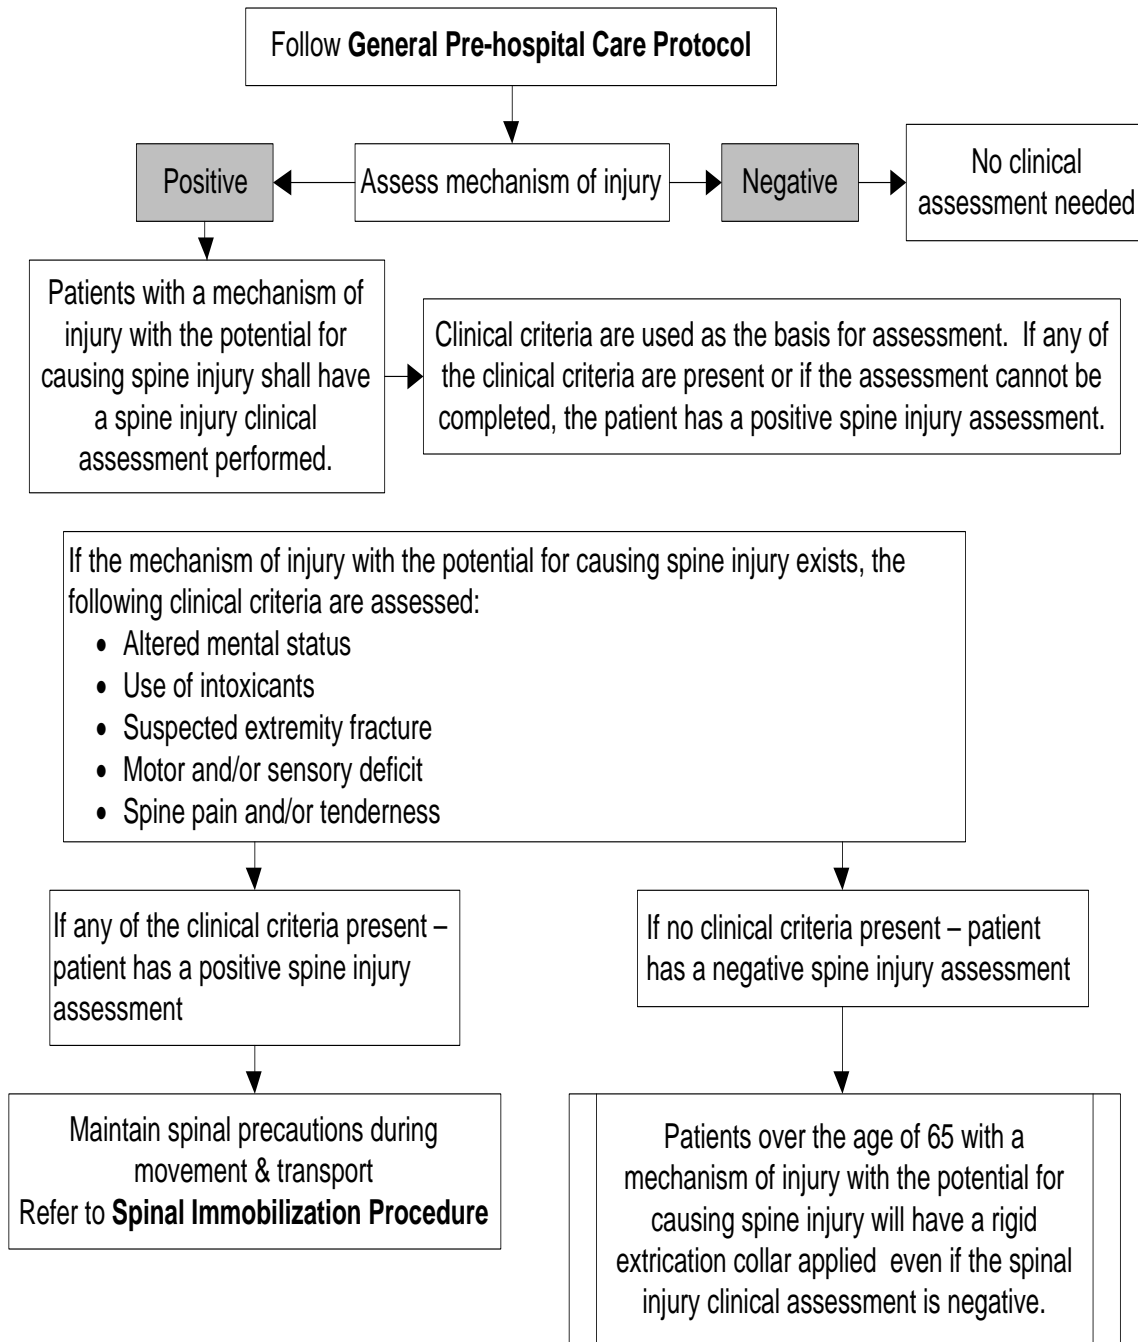 Follow General Pre-hospital Care Protocol
Positive
Assess mechanism of injury
Negative
No clinical
assessment needed
Patients with a mechanism of
injury with the potential for
causing spine injury shall have
a spine injury clinical
assessment performed.
Clinical criteria are used as the basis for assessment.  If any of
the clinical criteria are present or if the assessment cannot be
completed, the patient has a positive spine injury assessment.
If the mechanism of injury with the potential for causing spine injury exists, the
following clinical criteria are assessed:
• Altered mental status
• Use of intoxicants
• Suspected extremity fracture
• Motor and/or sensory deficit
• Spine pain and/or tenderness
If any of the clinical criteria present –
patient has a positive spine injury
assessment
If no clinical criteria present – patient
has a negative spine injury assessment
Maintain spinal precautions during
movement & transport
Refer to Spinal Immobilization Procedure
Patients over the age of 65 with a
mechanism of injury with the potential for
causing spine injury will have a rigid
extrication collar applied  even if the spinal
injury clinical assessment is negative.